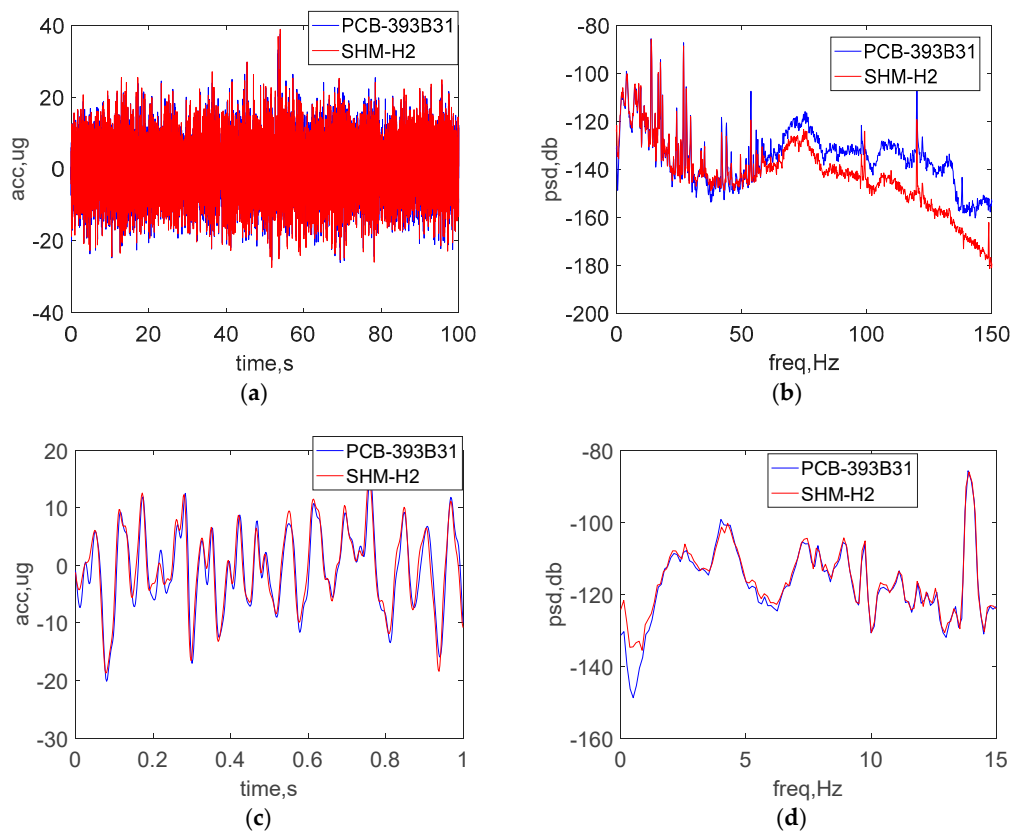 40
20
0
-20
-40
acc,ug
0
20
40
60
80
100
time,s
PCB-393B31
SHM-H2
(a)
-80
-100
-120
-140
-160
-180
-200
psd,db
0
50
100
150
freq,Hz
PCB-393B31
SHM-H2
(b)
20
10
0
-10
-20
-30
acc,ug
0
0.2
0.4
0.6
0.8
1
time,s
PCB-393B31
SHM-H2
(c)
-80
-100
-120
-140
-160
psd,db
0
5
10
15
freq,Hz
PCB-393B31
SHM-H2
(d)